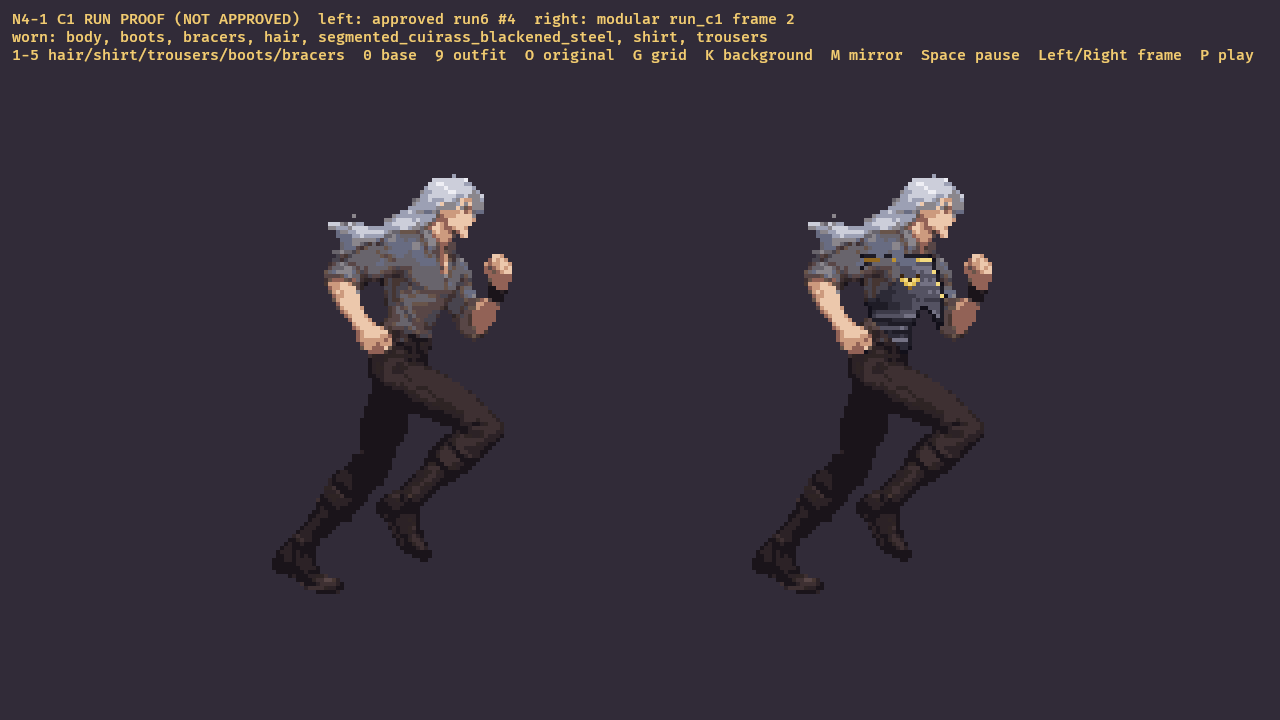 N4-1 C1 RUN PROOF (NOT APPROVED)  left: approved run6 #4  right: modular run_c1 frame 2
worn: body, boots, bracers, hair, segmented_cuirass_blackened_steel, shirt, trousers
1-5 hair/shirt/trousers/boots/bracers  0 base  9 outfit  O original  G grid  K background  M mirror  Space pause  Left/Right frame  P play